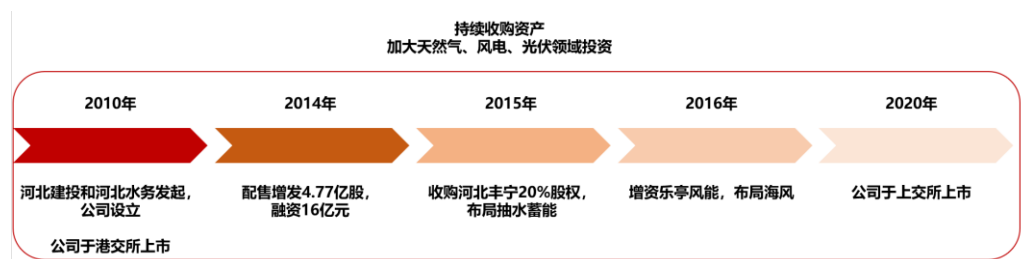 持续收购资产
加大天然气、风电、光伏领域投资
2010年
2014年
2015年
2016年
2020年
河北建投和河北水务发起，
公司设立
公司于港交所上市
配售增发4.77亿股，
融资16亿元
收购河北丰宁20%股权，
布局抽水蓄能
增资乐亭风能，布局海风
公司于上交所上市